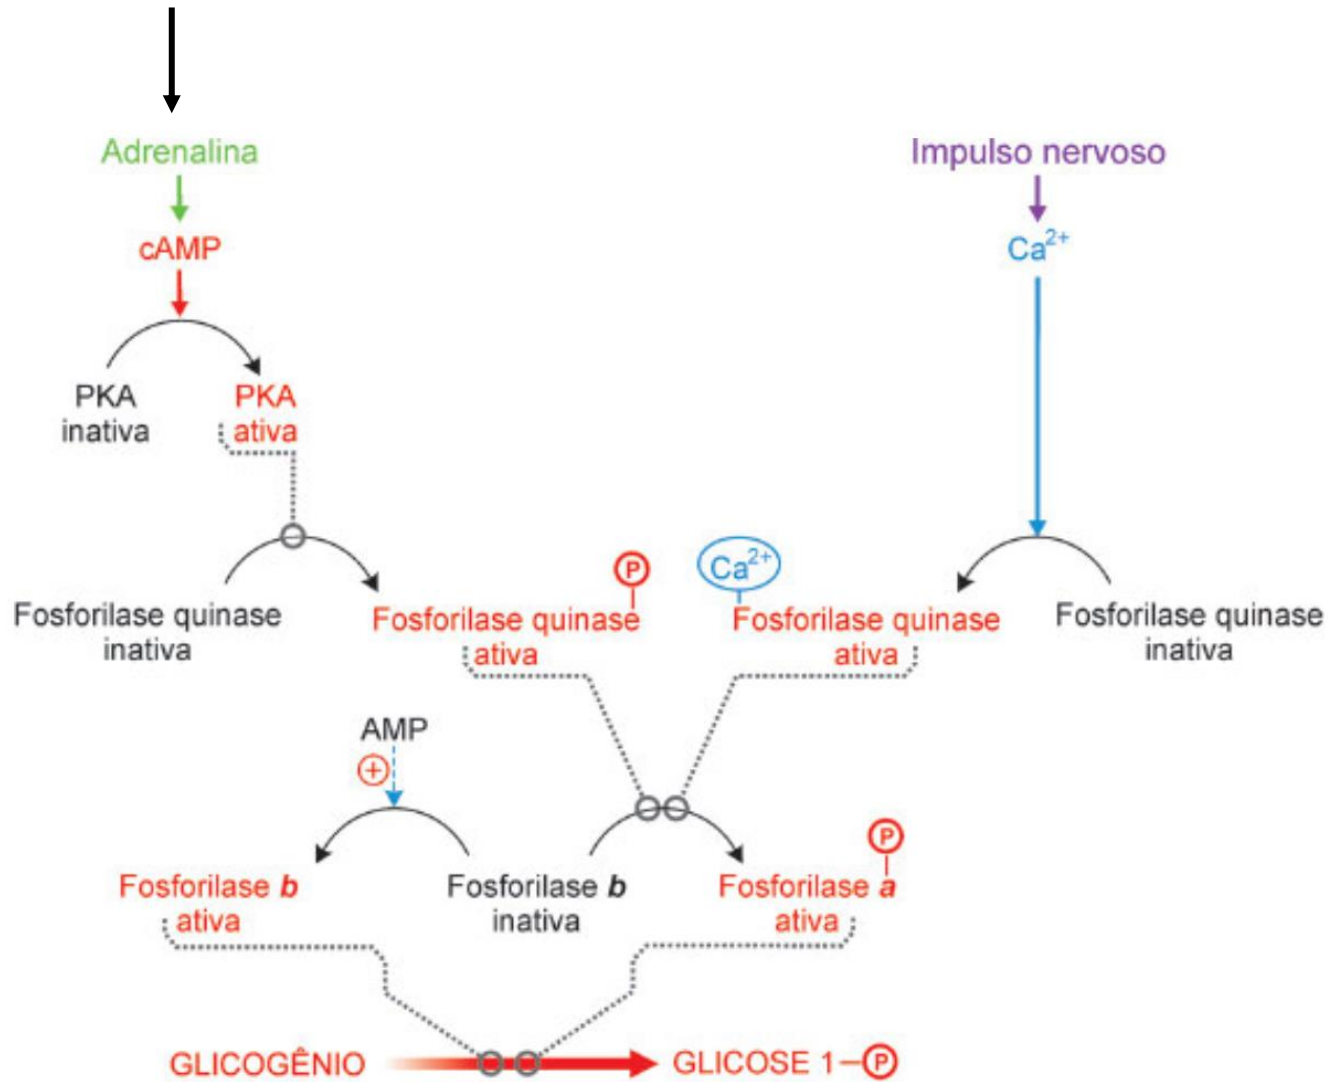 Adrenalina
Impulso nervoso
cAMP
Ca²⁺
PKA
inativa
PKA
ativa
P
Ca²⁺
Fosforilase quinase
inativa
Fosforilase quinase
ativa
Fosforilase quinase
ativa
Fosforilase quinase
inativa
AMP
+
P
Fosforilase b
ativa
Fosforilase b
inativa
Fosforilase a
ativa
GLICOGÊNIO
GLICOSE 1–P